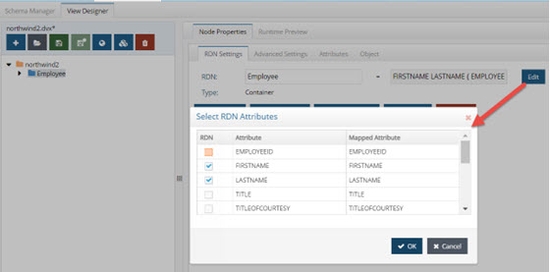 Schema Manager
View Designer
northwind2.dvx*
Node Properties
Runtime Preview
northwind2
Employee
RDN Settings
Advanced Settings
Attributes
Object
RDN:
Employee
=
FIRSTNAME LASTNAME ( EMPLOYEE
Edit
Type:
Container
Select RDN Attributes
RDN
Attribute
Mapped Attribute
EMPLOYEEID
EMPLOYEEID
FIRSTNAME
FIRSTNAME
LASTNAME
LASTNAME
TITLE
TITLE
TITLEOFCOURTESY
TITLEOFCOURTESY
OK
Cancel